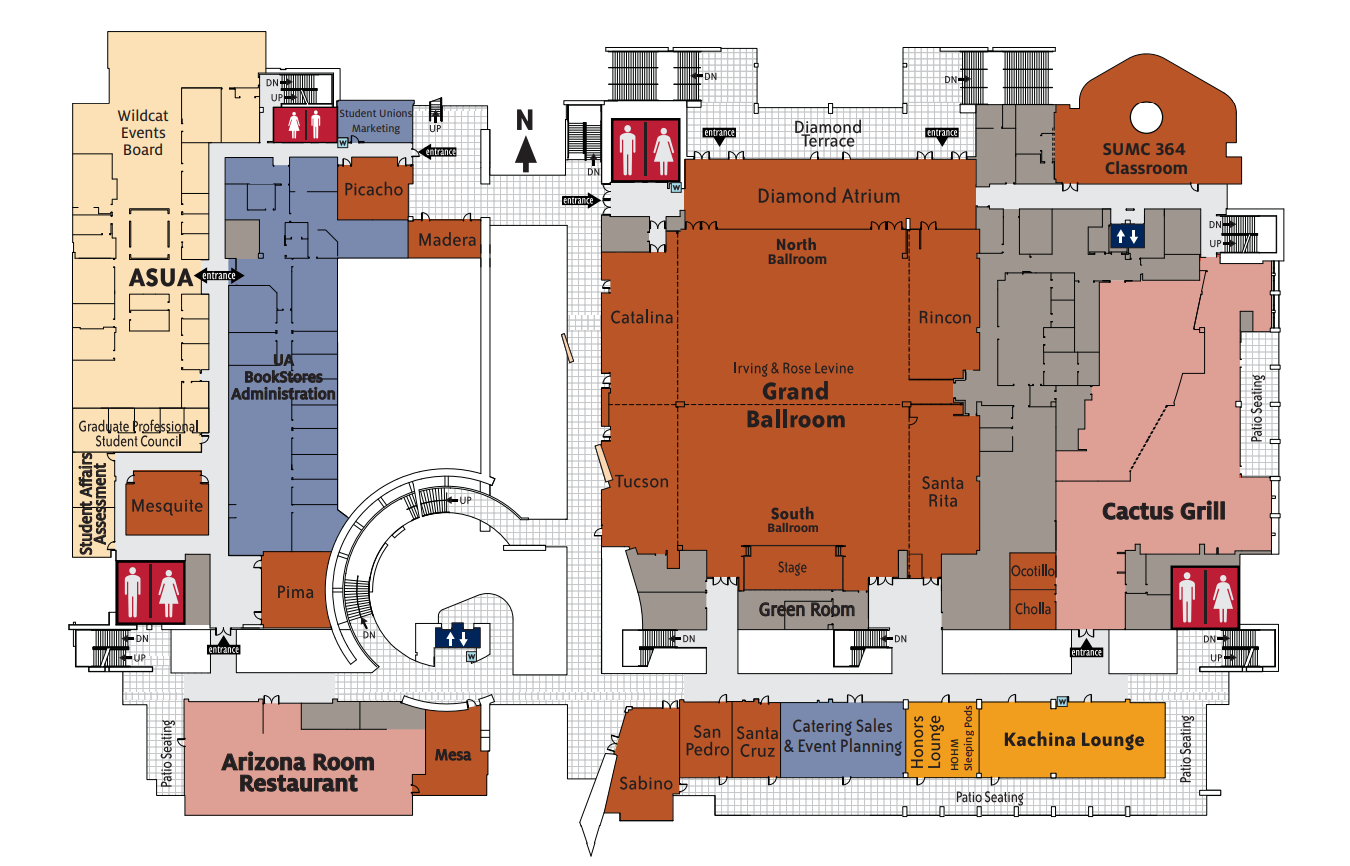 DN
UP
Wildcat
Events
Board
Student Unions
Marketing
W
UP
entrance
N
DN
entrance
W
DN
entrance
Diamond
Terrace
entrance
DN
SUMC 364
Classroom
Picacho
Madera
Diamond Atrium
DN
UP
ASUA
entrance
North
Ballroom
Catalina
Rincon
UA
BookStores
Administration
Irving & Rose Levine
Grand
Ballroom
Patio Seating
Graduate Professional
Student Council
Student Affairs
Assessment
Mesquite
UP
Tucson
Santa
Rita
South
Ballroom
Cactus Grill
Stage
Ocotillo
Cholla
Green Room
Pima
DN
DN
UP
entrance
W
DN
DN
entrance
DN
UP
Patio Seating
Arizona Room
Restaurant
Mesa
Sabino
San
Pedro
Santa
Cruz
Catering Sales
& Event Planning
Honors
Lounge
HOHM
Sleeping Pods
W
Kachina Lounge
Patio Seating
Patio Seating